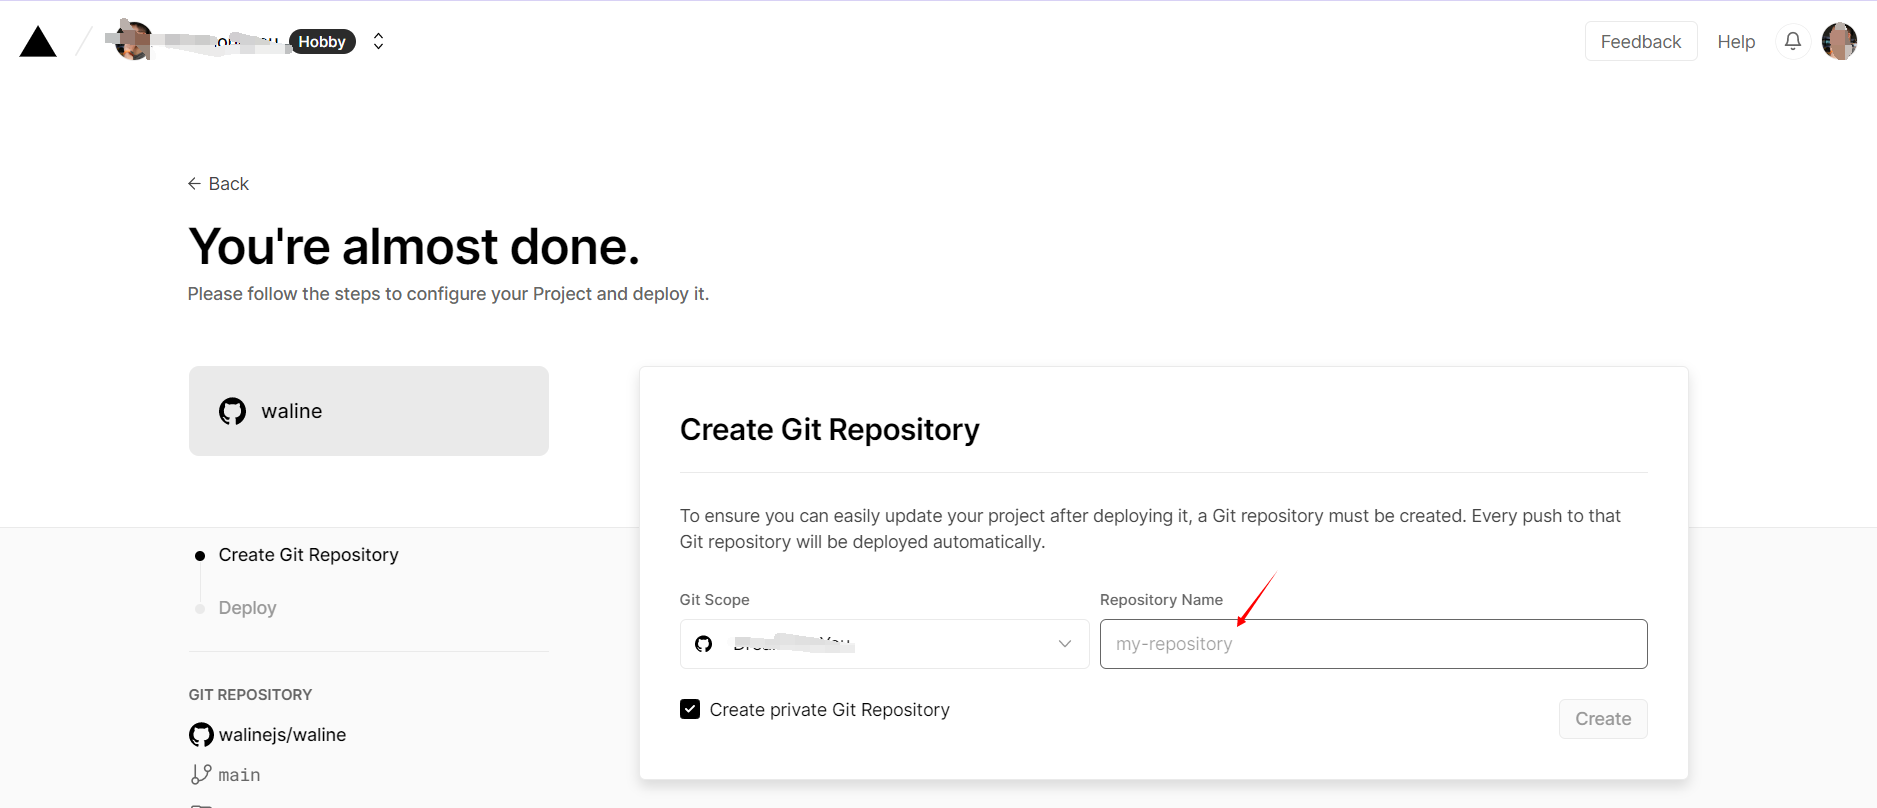 Hobby
Feedback
Help
Back
You're almost done.
Please follow the steps to configure your Project and deploy it.
waline
Create Git Repository
To ensure you can easily update your project after deploying it, a Git repository must be created. Every push to that
Git repository will be deployed automatically.
Create Git Repository
Deploy
Git Scope
Repository Name
my-repository
Create private Git Repository
Create
GIT REPOSITORY
walinejs/waline
main